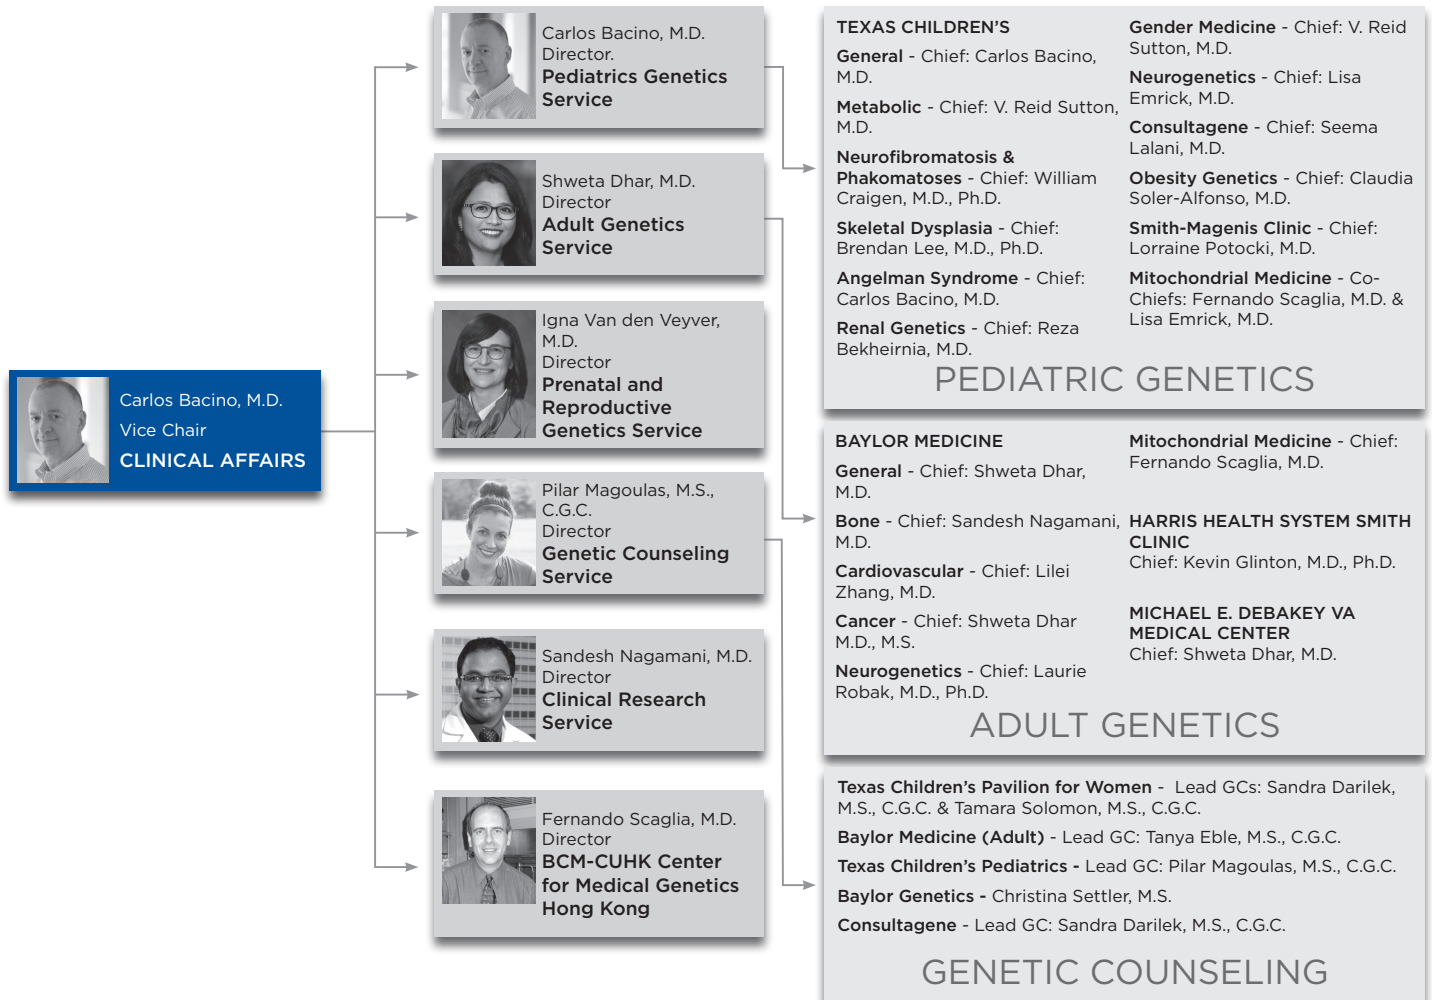 Carlos Bacino, M.D.
Vice Chair
CLINICAL AFFAIRS
Carlos Bacino, M.D.
Director.
Pediatrics Genetics
Service
Shweta Dhar, M.D.
Director
Adult Genetics
Service
Igna Van den Veyver,
M.D.
Director
Prenatal and
Reproductive
Genetics Service
Pilar Magoulas, M.S.,
C.G.C.
Director
Genetic Counseling
Service
Sandesh Nagamani, M.D.
Director
Clinical Research
Service
Fernando Scaglia, M.D.
Director
BCM-CUHK Center
for Medical Genetics
Hong Kong
TEXAS CHILDREN’S
General - Chief: Carlos Bacino,
M.D.
Metabolic - Chief: V. Reid Sutton,
M.D.
Neurofibromatosis &
Phakomatoses - Chief: William
Craigen, M.D., Ph.D.
Skeletal Dysplasia - Chief:
Brendan Lee, M.D., Ph.D.
Angelman Syndrome - Chief:
Carlos Bacino, M.D.
Renal Genetics - Chief: Reza
Bekheirnia, M.D.
Gender Medicine - Chief: V. Reid
Sutton, M.D.
Neurogenetics - Chief: Lisa
Emrick, M.D.
Consultagene - Chief: Seema
Lalani, M.D.
Obesity Genetics - Chief: Claudia
Soler-Alfonso, M.D.
Smith-Magenis Clinic - Chief:
Lorraine Potocki, M.D.
Mitochondrial Medicine - Co-
Chiefs: Fernando Scaglia, M.D. &
Lisa Emrick, M.D.
PEDIATRIC GENETICS
BAYLOR MEDICINE
General - Chief: Shweta Dhar,
M.D.
Bone - Chief: Sandesh Nagamani,
M.D.
Cardiovascular - Chief: Lilei
Zhang, M.D.
Cancer - Chief: Shweta Dhar
M.D., M.S.
Neurogenetics - Chief: Laurie
Robak, M.D., Ph.D.
Mitochondrial Medicine - Chief:
Fernando Scaglia, M.D.
HARRIS HEALTH SYSTEM SMITH
CLINIC
Chief: Kevin Glinton, M.D., Ph.D.
MICHAEL E. DEBAKEY VA
MEDICAL CENTER
Chief: Shweta Dhar, M.D.
ADULT GENETICS
Texas Children’s Pavilion for Women - Lead GCs: Sandra Darilek,
M.S., C.G.C. & Tamara Solomon, M.S., C.G.C.
Baylor Medicine (Adult) - Lead GC: Tanya Eble, M.S., C.G.C.
Texas Children’s Pediatrics - Lead GC: Pilar Magoulas, M.S., C.G.C.
Baylor Genetics - Christina Settler, M.S.
Consultagene - Lead GC: Sandra Darilek, M.S., C.G.C.
GENETIC COUNSELING